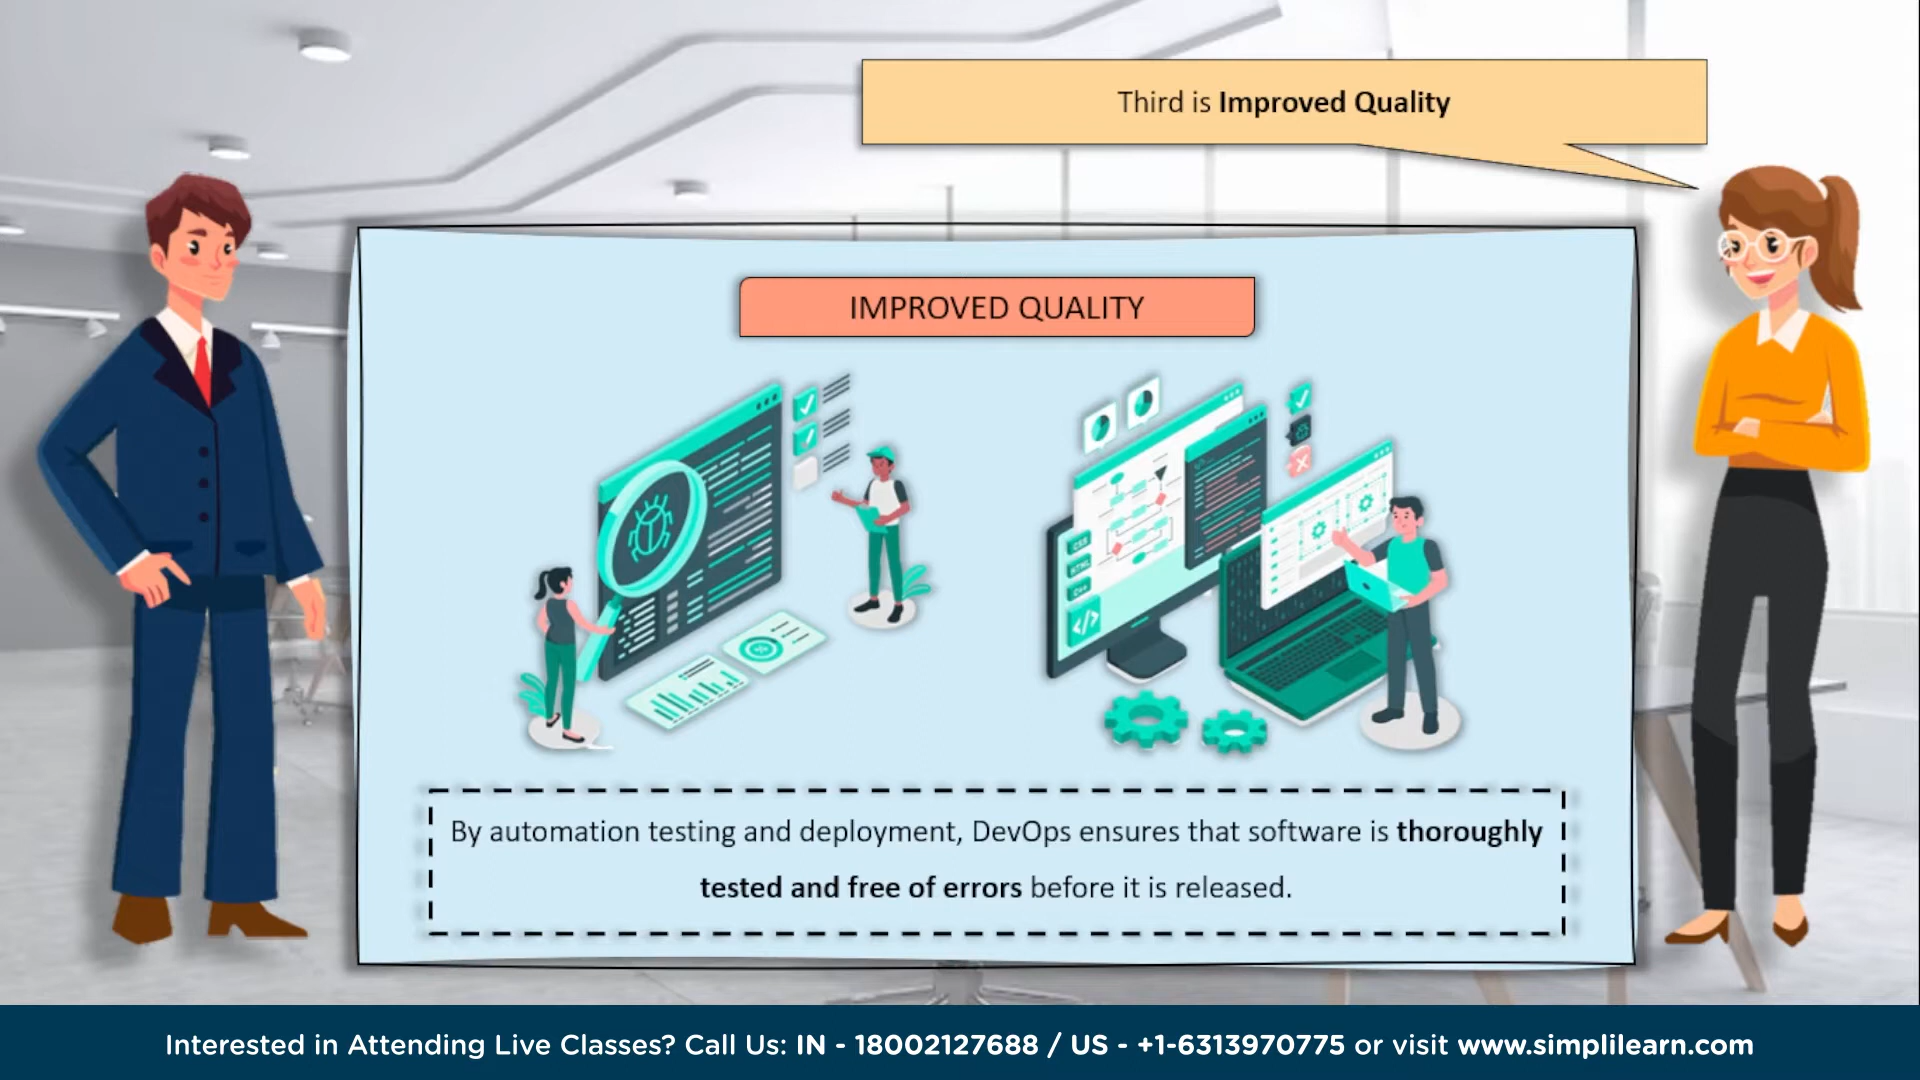 Third is Improved Quality
IMPROVED QUALITY
CSS
HTML
C++
</>
By automation testing and deployment, DevOps ensures that software is thoroughly
tested and free of errors before it is released.
Interested in Attending Live Classes? Call Us: IN - 18002127688 / US - +1-6313970775 or visit www.simplilearn.com